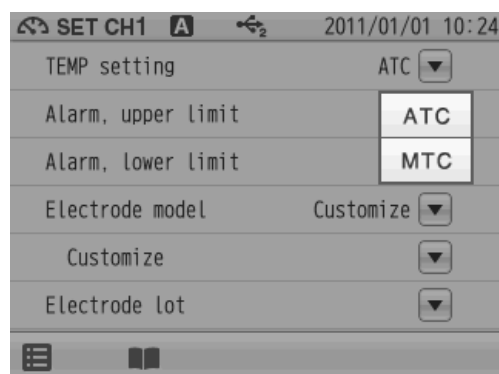 SET CH1 A 2 2011/01/01 10:24
TEMP setting ATC
Alarm, upper limit ATC
Alarm, lower limit MTC
Electrode model Customize
Customize
Electrode lot